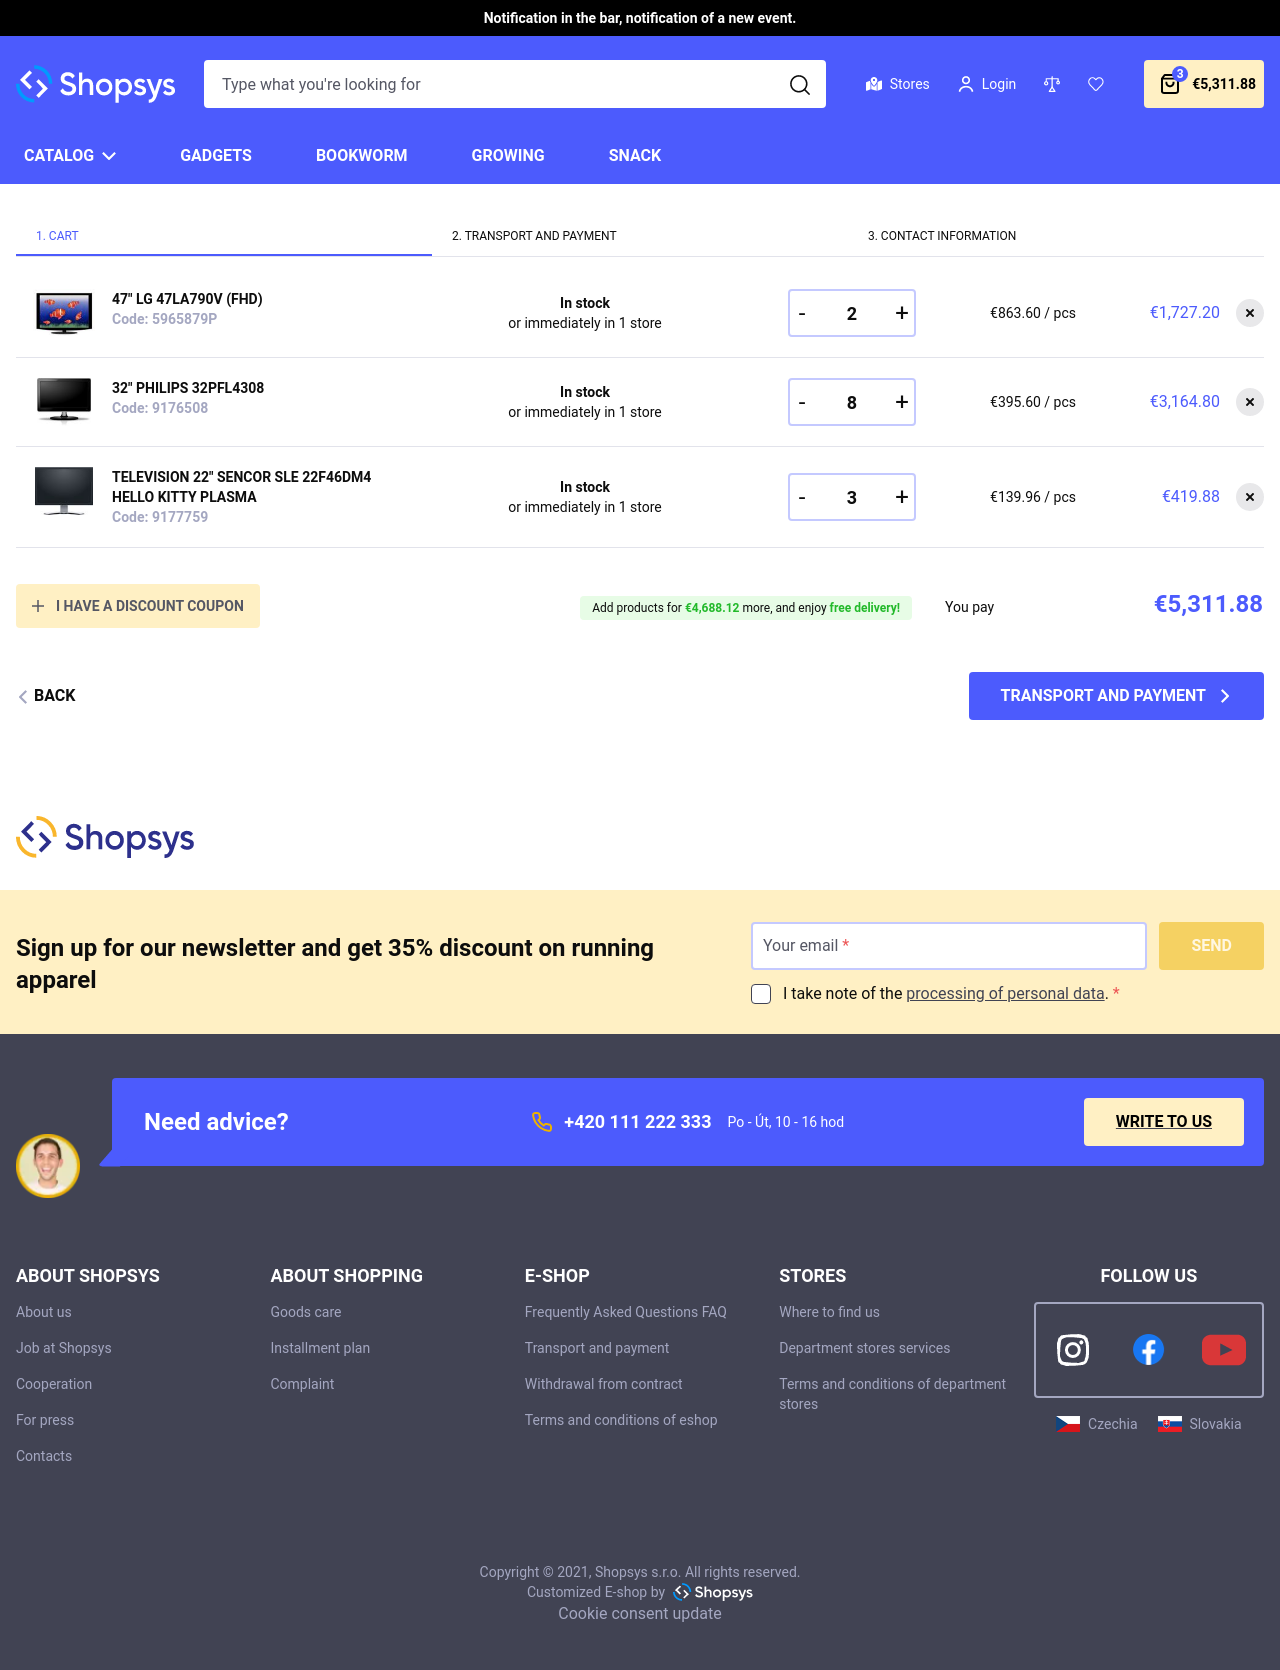 Notification in the bar, notification of a new event.
Shopsys
Type what you're looking for
Stores
Login
3
€5,311.88
CATALOG
GADGETS
BOOKWORM
GROWING
SNACK
1. CART
2. TRANSPORT AND PAYMENT
3. CONTACT INFORMATION
47" LG 47LA790V (FHD)
Code: 5965879P
In stock
or immediately in 1 store
- 2 +
€863.60 / pcs
€1,727.20
32" PHILIPS 32PFL4308
Code: 9176508
In stock
or immediately in 1 store
- 8 +
€395.60 / pcs
€3,164.80
TELEVISION 22" SENCOR SLE 22F46DM4
HELLO KITTY PLASMA
Code: 9177759
In stock
or immediately in 1 store
- 3 +
€139.96 / pcs
€419.88
I HAVE A DISCOUNT COUPON
Add products for €4,688.12 more, and enjoy free delivery!
You pay
€5,311.88
BACK
TRANSPORT AND PAYMENT
Shopsys
Sign up for our newsletter and get 35% discount on running
apparel
Your email *
SEND
I take note of the processing of personal data. *
Need advice?
+420 111 222 333
Po - Út, 10 - 16 hod
WRITE TO US
ABOUT SHOPSYS
About us
Job at Shopsys
Cooperation
For press
Contacts
ABOUT SHOPPING
Goods care
Installment plan
Complaint
E-SHOP
Frequently Asked Questions FAQ
Transport and payment
Withdrawal from contract
Terms and conditions of eshop
STORES
Where to find us
Department stores services
Terms and conditions of department
stores
FOLLOW US
Czechia
Slovakia
Copyright © 2021, Shopsys s.r.o. All rights reserved.
Customized E-shop by Shopsys
Cookie consent update